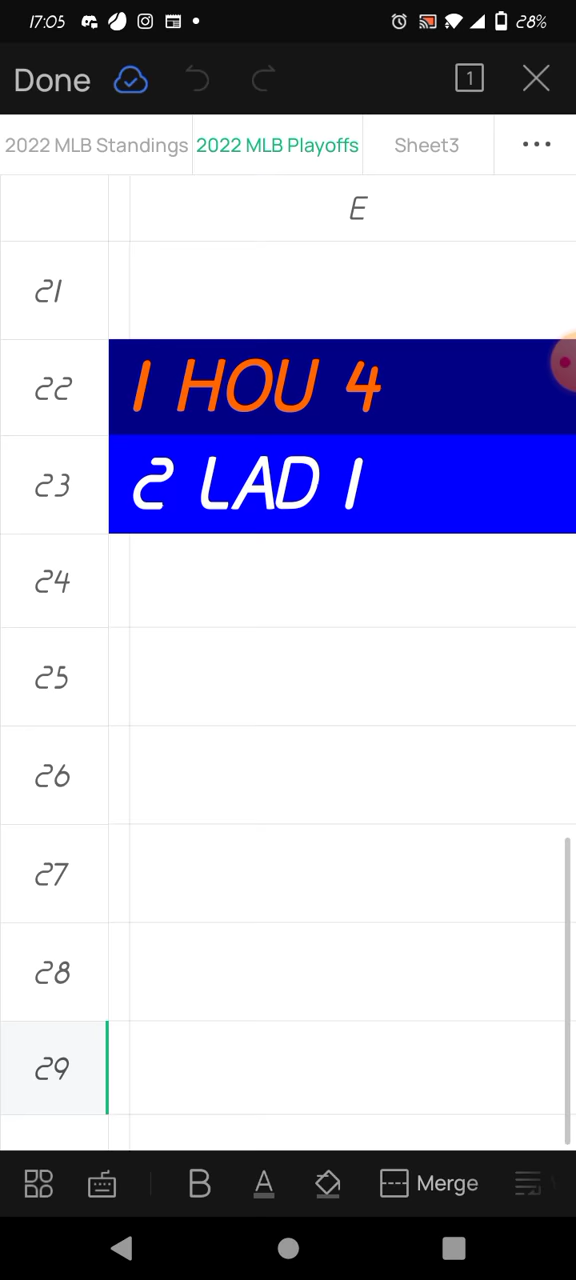 17:05 28%
Done 1
2022 MLB Standings 2022 MLB Playoffs Sheet3
E
21
22 1 HOU 4
23 2 LAD 1
24
25
26
27
28
29
B A Merge